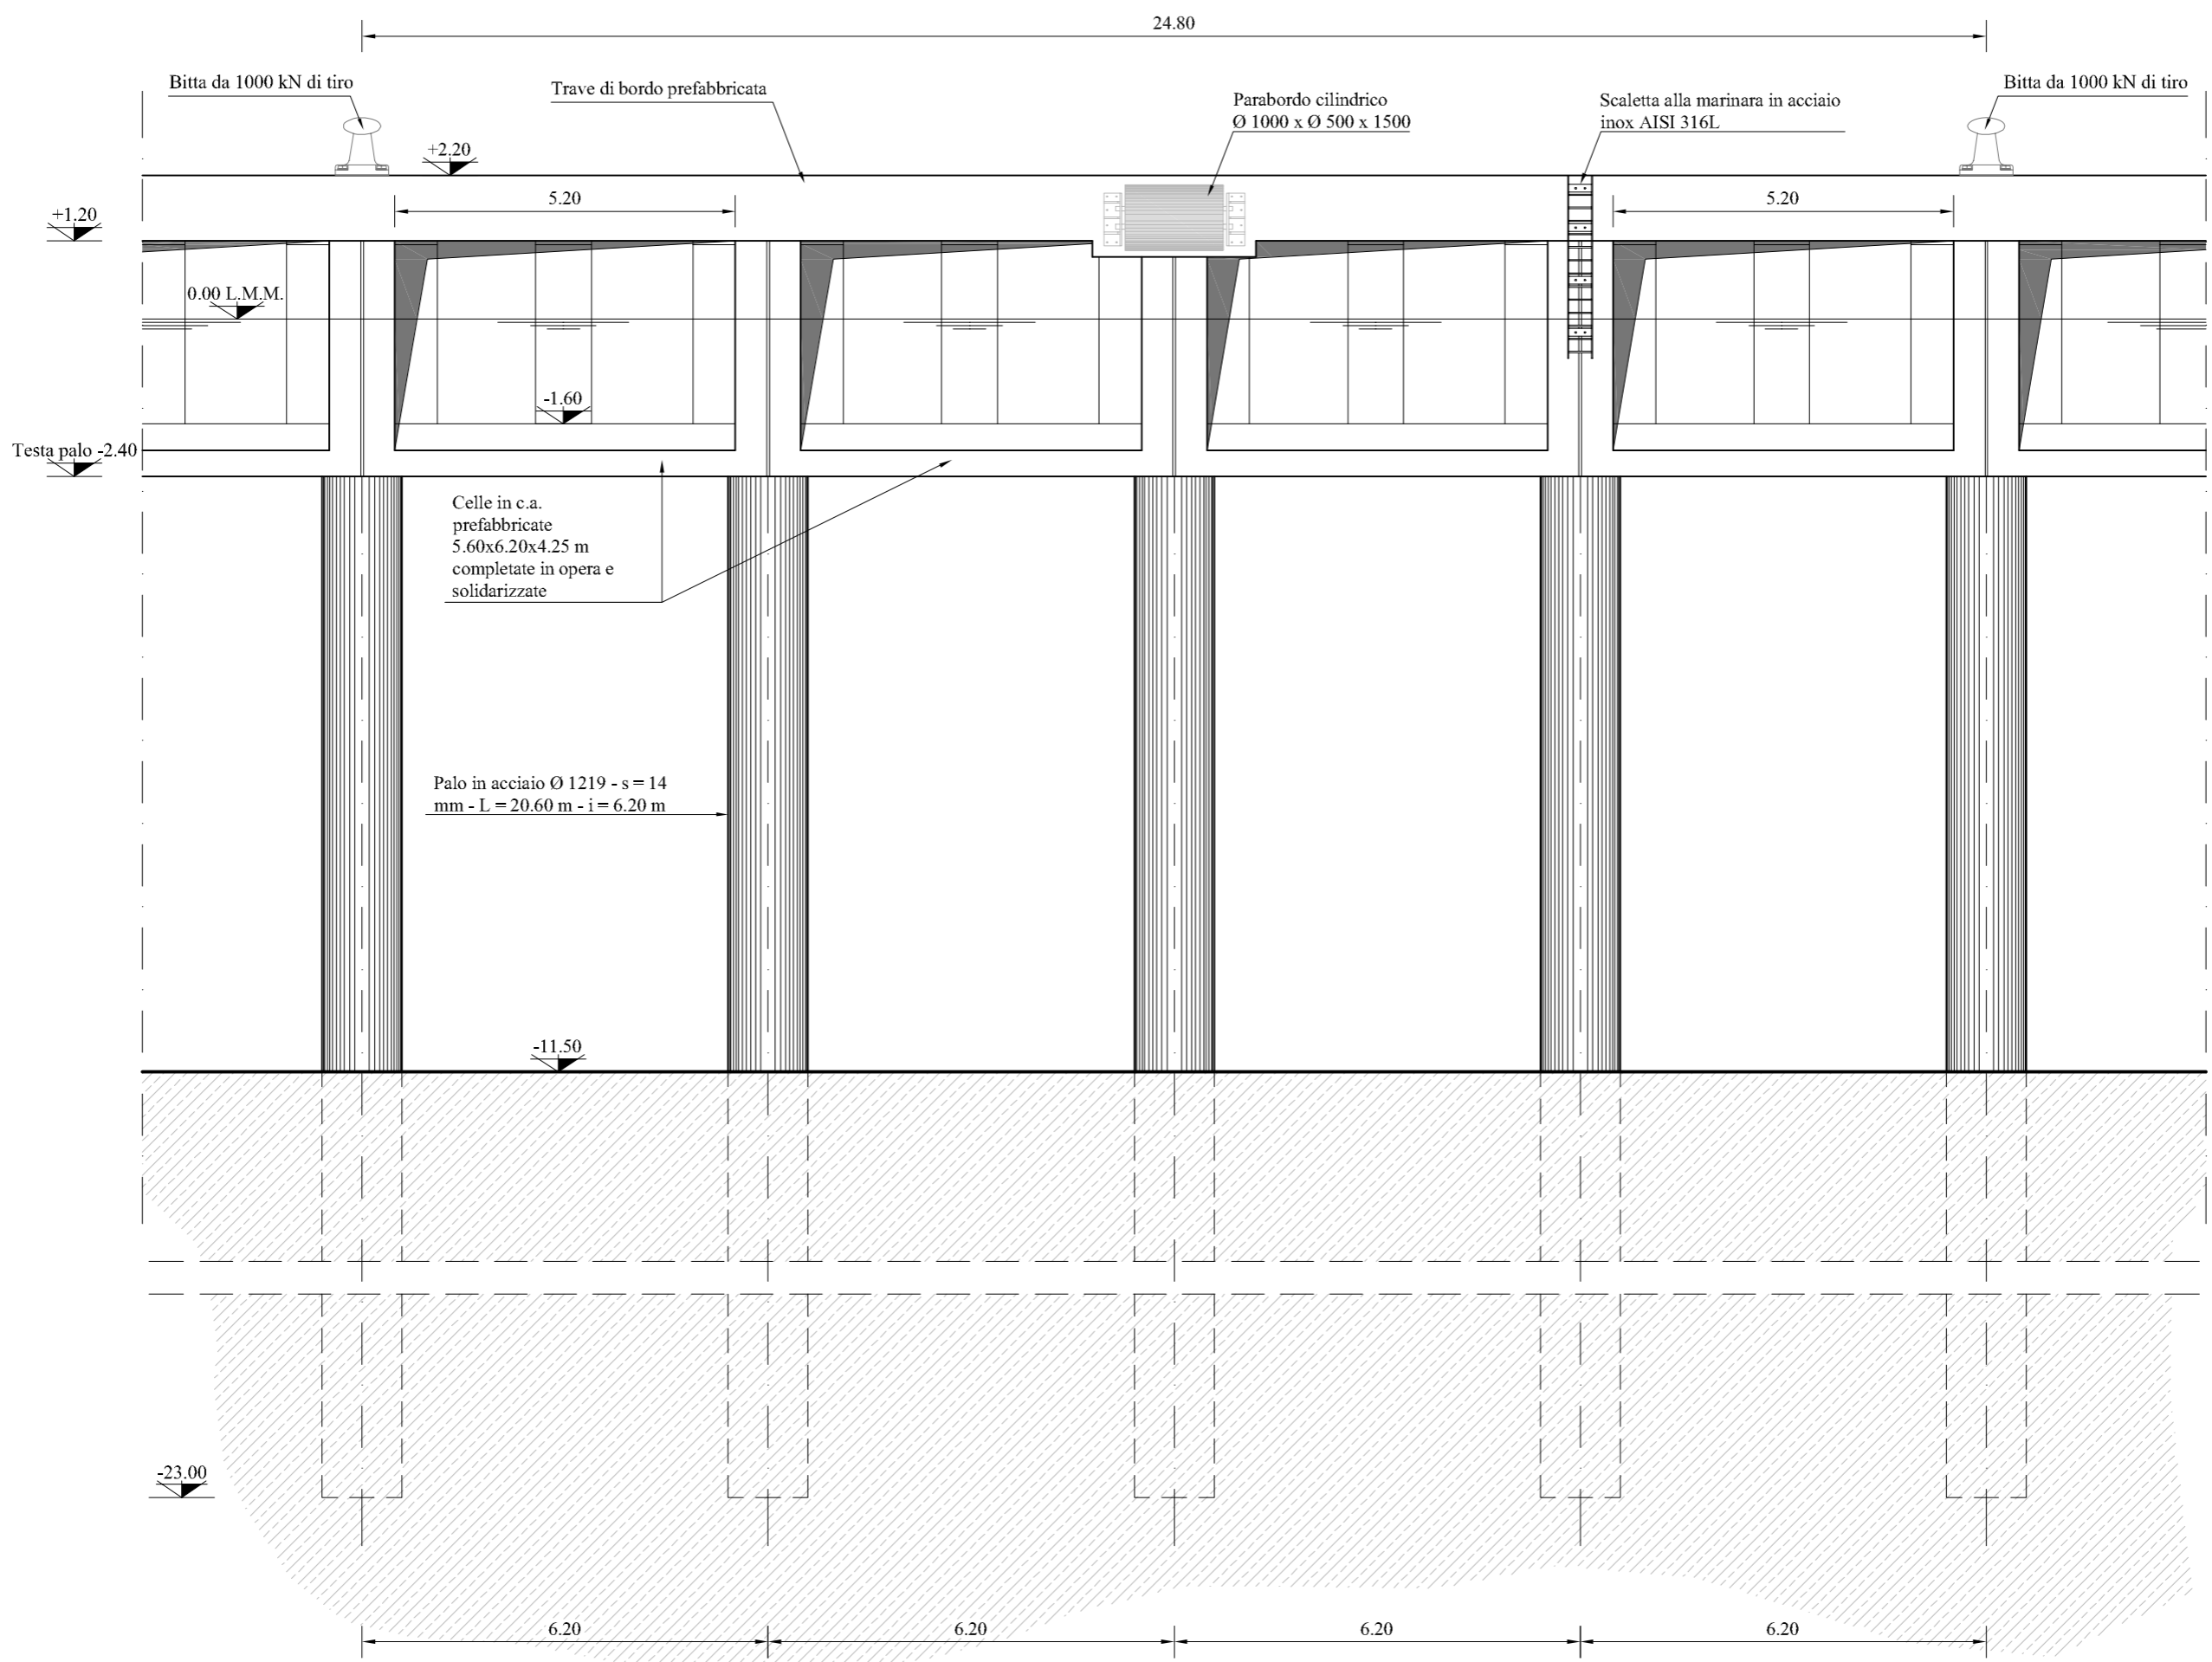 24.80
Bitta da 1000 kN di tiro
Trave di bordo prefabbricata
Parabordo cilindrico
Ø 1000 x Ø 500 x 1500
Scaletta alla marinara in acciaio
inox AISI 316L
Bitta da 1000 kN di tiro
+2.20
5.20
5.20
+1.20
0.00 L.M.M.
-1.60
Testa palo -2.40
Celle in c.a.
prefabbricate
5.60x6.20x4.25 m
completate in opera e
solidarizzate
Palo in acciaio Ø 1219 - s = 14
mm - L = 20.60 m - i = 6.20 m
-11.50
-23.00
6.20
6.20
6.20
6.20